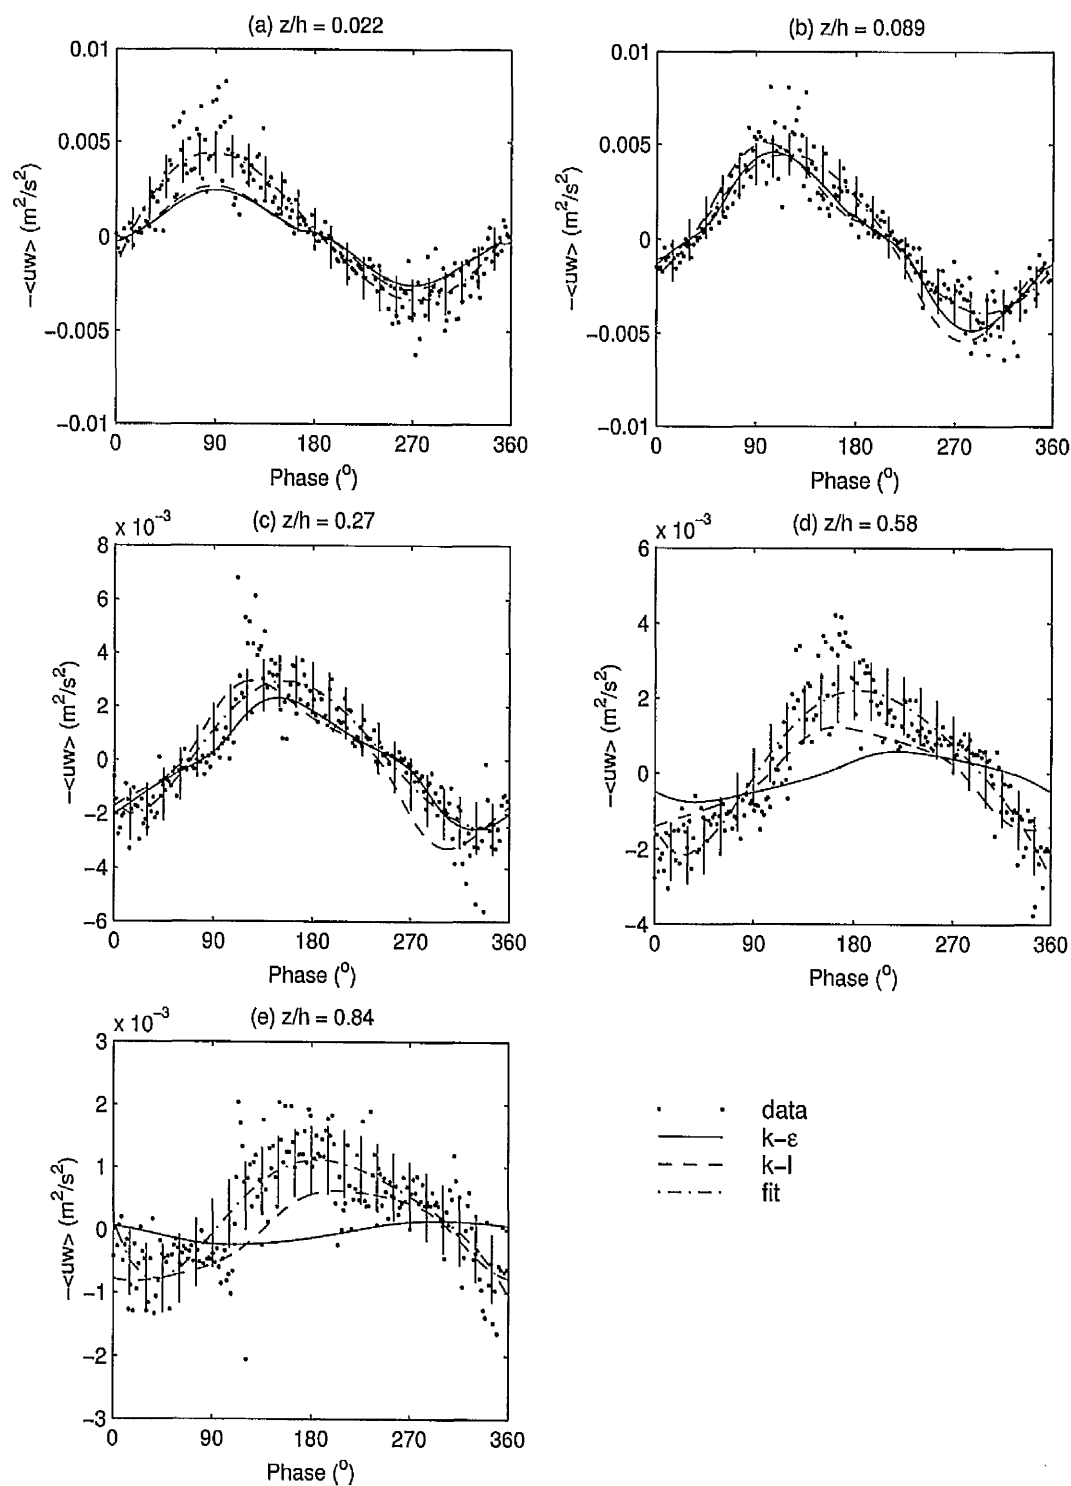 (a) z/h = 0.022
0.01
0.005
0
−0.005
−0.01
−<uw> (m²/s²)
0 90 180 270 360
Phase (⁰)
(b) z/h = 0.089
0.01
0.005
0
−0.005
−0.01
−<uw> (m²/s²)
0 90 180 270 360
Phase (⁰)
x 10⁻³
(c) z/h = 0.27
8
6
4
2
0
−2
−4
−6
−<uw> (m²/s²)
0 90 180 270 360
Phase (⁰)
x 10⁻³
(d) z/h = 0.58
6
4
2
0
−2
−4
−<uw> (m²/s²)
0 90 180 270 360
Phase (⁰)
x 10⁻³
(e) z/h = 0.84
3
2
1
0
−1
−2
−3
−<uw> (m²/s²)
0 90 180 270 360
Phase (⁰)
data
k−ε
k−l
fit